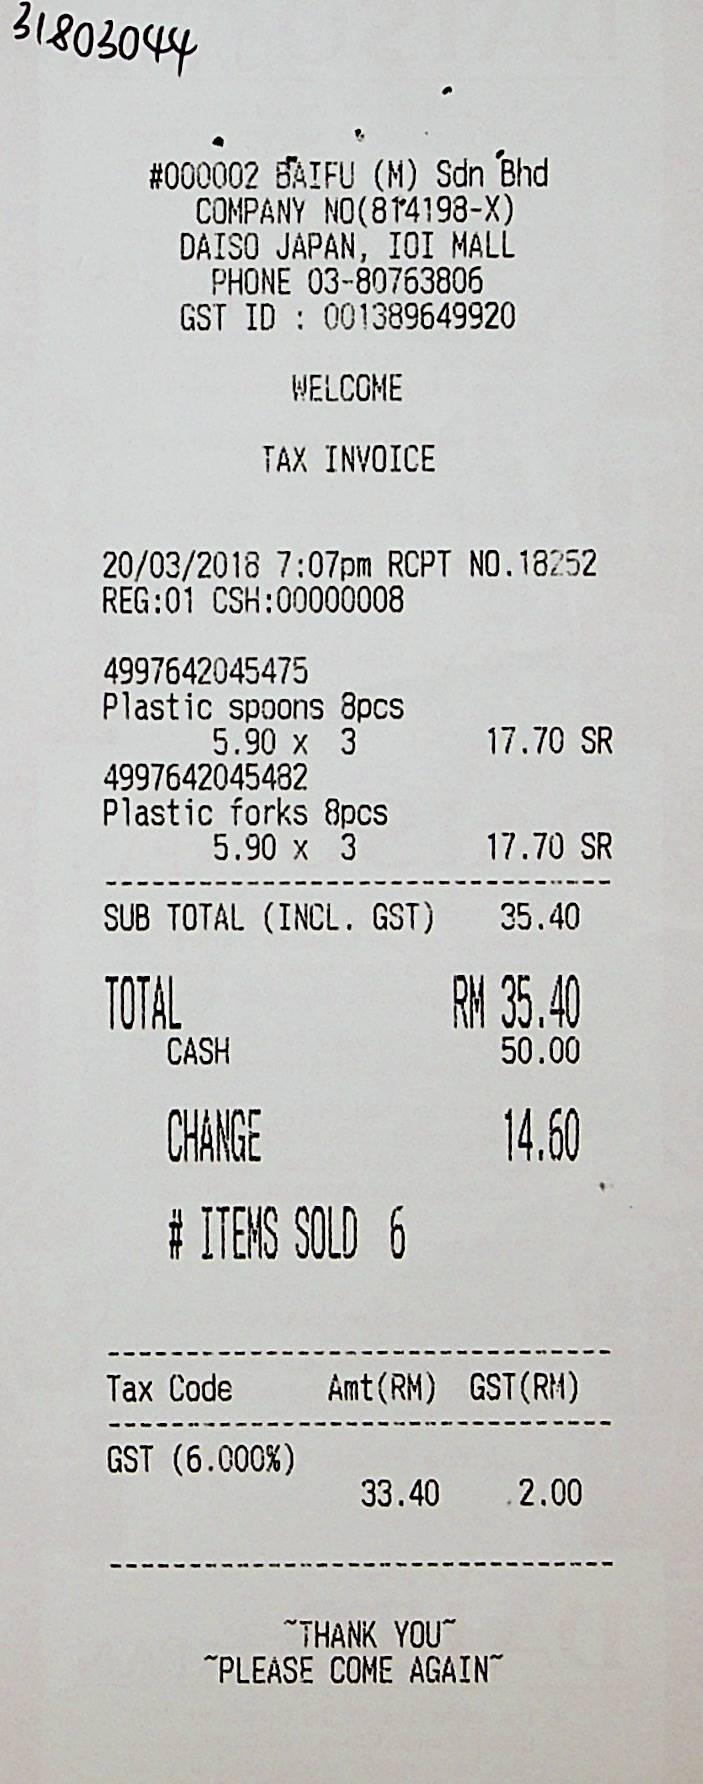 31803044
#000002 BAIFU (M) Sdn Bhd
COMPANY NO(814198-X)
DAISO JAPAN, IOI MALL
PHONE 03-80763806
GST ID : 001389649920
WELCOME
TAX INVOICE
20/03/2018 7:07pm RCPT NO.18252
REG:01 CSH:00000008
4997642045475
Plastic spoons 8pcs
5.90 x 3 17.70 SR
4997642045482
Plastic forks 8pcs
5.90 x 3 17.70 SR
--------------------------------
SUB TOTAL (INCL. GST) 35.40
TOTAL RM 35.40
CASH 50.00
CHANGE 14.60
# ITEMS SOLD 6
--------------------------------
Tax Code Amt(RM) GST(RM)
--------------------------------
GST (6.000%)
33.40 2.00
--------------------------------
~THANK YOU~
~PLEASE COME AGAIN~